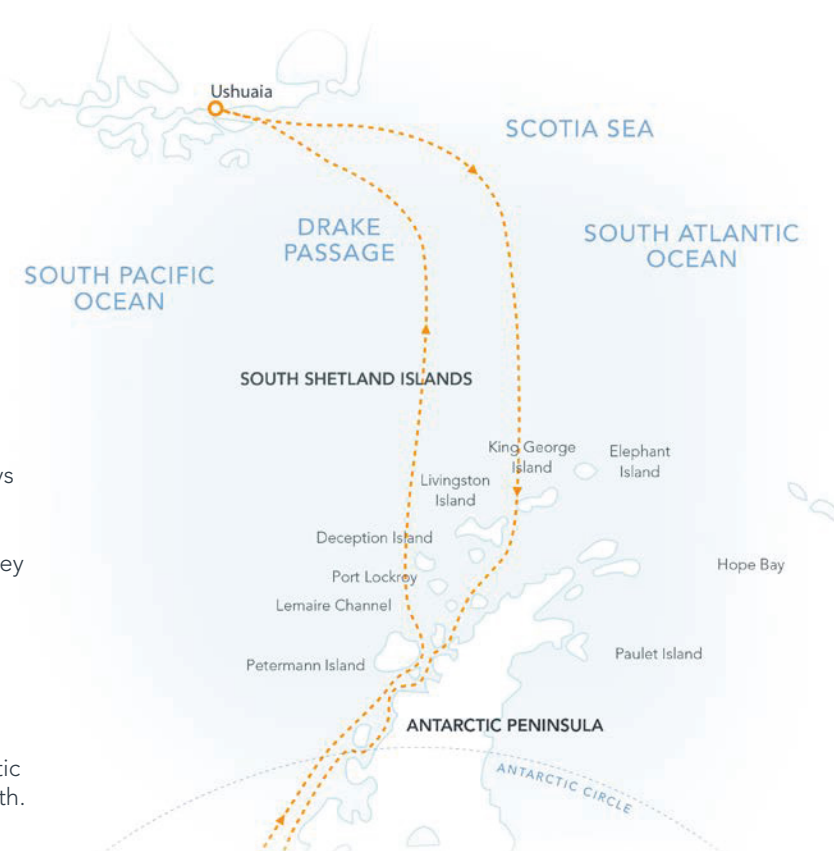 Ushuaia
SCOTIA SEA
DRAKE
PASSAGE
SOUTH ATLANTIC
OCEAN
SOUTH PACIFIC
OCEAN
SOUTH SHETLAND ISLANDS
King George
Island
Elephant
Island
Livingston
Island
Deception Island
Port Lockroy
Hope Bay
Lemaire Channel
Petermann Island
Paulet Island
ANTARCTIC PENINSULA
ANTARCTIC CIRCLE